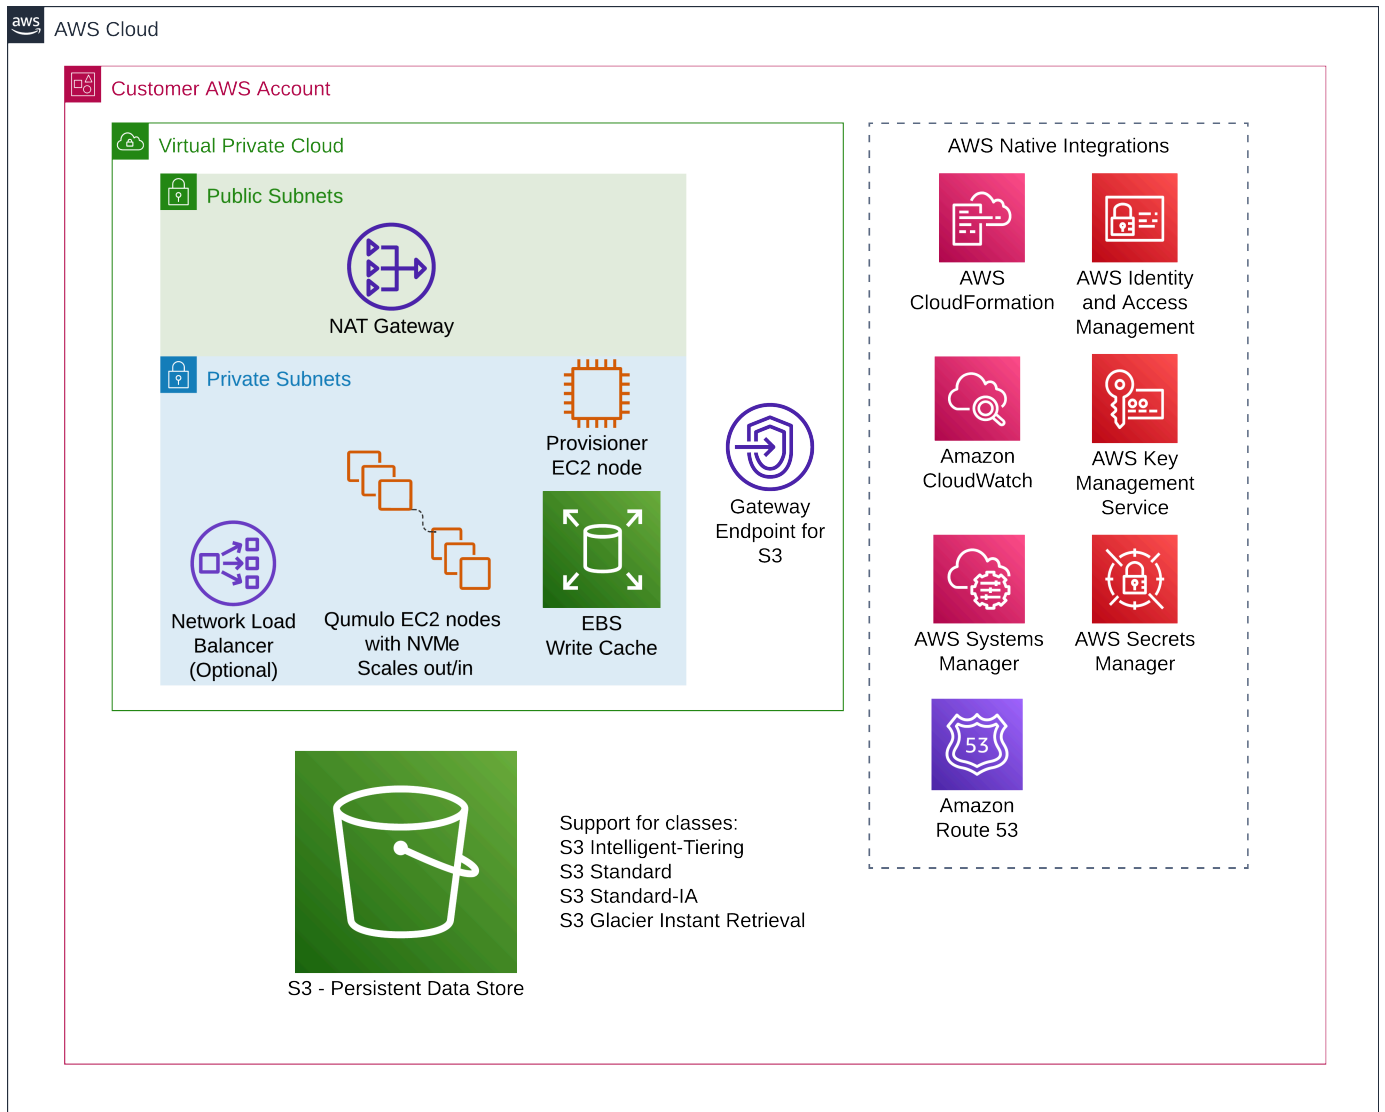 aws
AWS Cloud
Customer AWS Account
Virtual Private Cloud
Public Subnets
NAT Gateway
Private Subnets
Provisioner
EC2 node
Network Load
Balancer
(Optional)
Qumulo EC2 nodes
with NVMe
Scales out/in
EBS
Write Cache
Gateway
Endpoint for
S3
AWS Native Integrations
AWS
CloudFormation
AWS Identity
and Access
Management
Amazon
CloudWatch
AWS Key
Management
Service
AWS Systems
Manager
AWS Secrets
Manager
53
Amazon
Route 53
Support for classes:
S3 Intelligent-Tiering
S3 Standard
S3 Standard-IA
S3 Glacier Instant Retrieval
S3 - Persistent Data Store